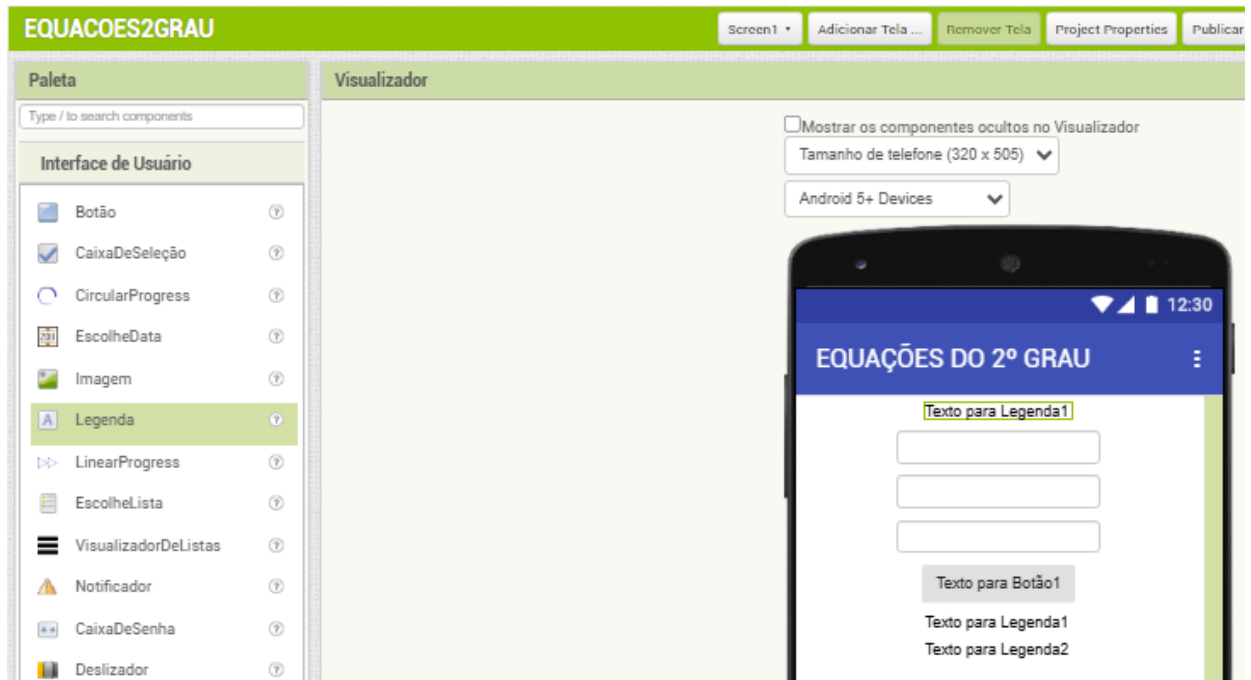 EQUACOES2GRAU
Screen1
Adicionar Tela ...
Remover Tela
Project Properties
Publicar
Paleta
Type / to search components
Interface de Usuário
Botão
CaixaDeSeleção
CircularProgress
EscolheData
Imagem
Legenda
LinearProgress
EscolheLista
VisualizadorDeListas
Notificador
CaixaDeSenha
Deslizador
Visualizador
Mostrar os componentes ocultos no Visualizador
Tamanho de telefone (320 x 505)
Android 5+ Devices
12:30
EQUAÇÕES DO 2º GRAU
Texto para Legenda1
Texto para Botão1
Texto para Legenda1
Texto para Legenda2